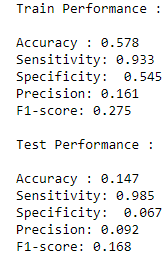 Train Performance :
Accuracy : 0.578
Sensitivity: 0.933
Specificity:  0.545
Precision: 0.161
F1-score: 0.275
Test Performance :
Accuracy : 0.147
Sensitivity: 0.985
Specificity:  0.067
Precision: 0.092
F1-score: 0.168